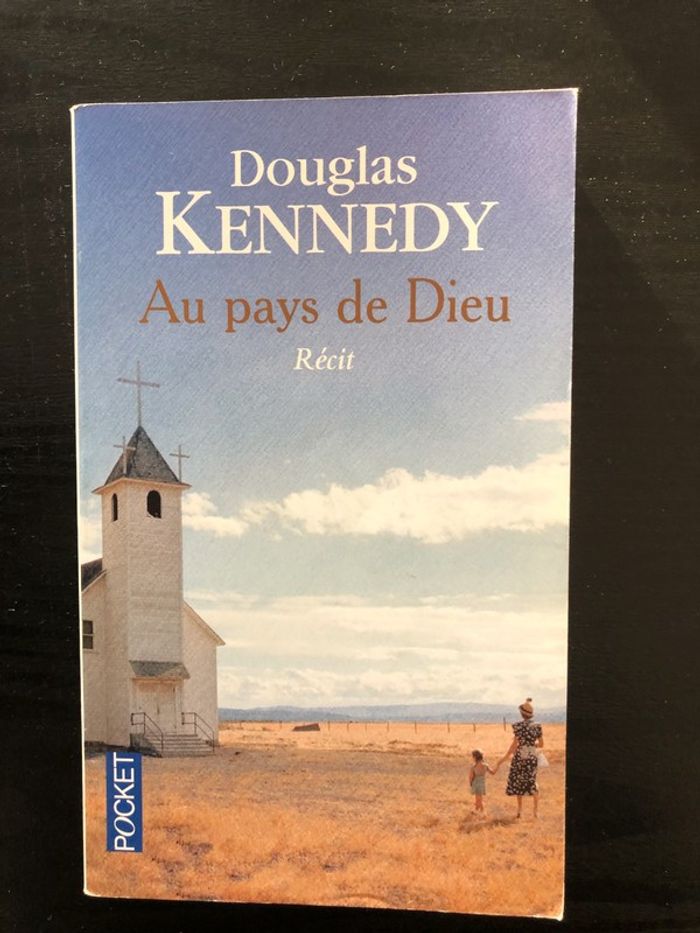 Douglas
KENNEDY
Au pays de Dieu
Récit
POCKET